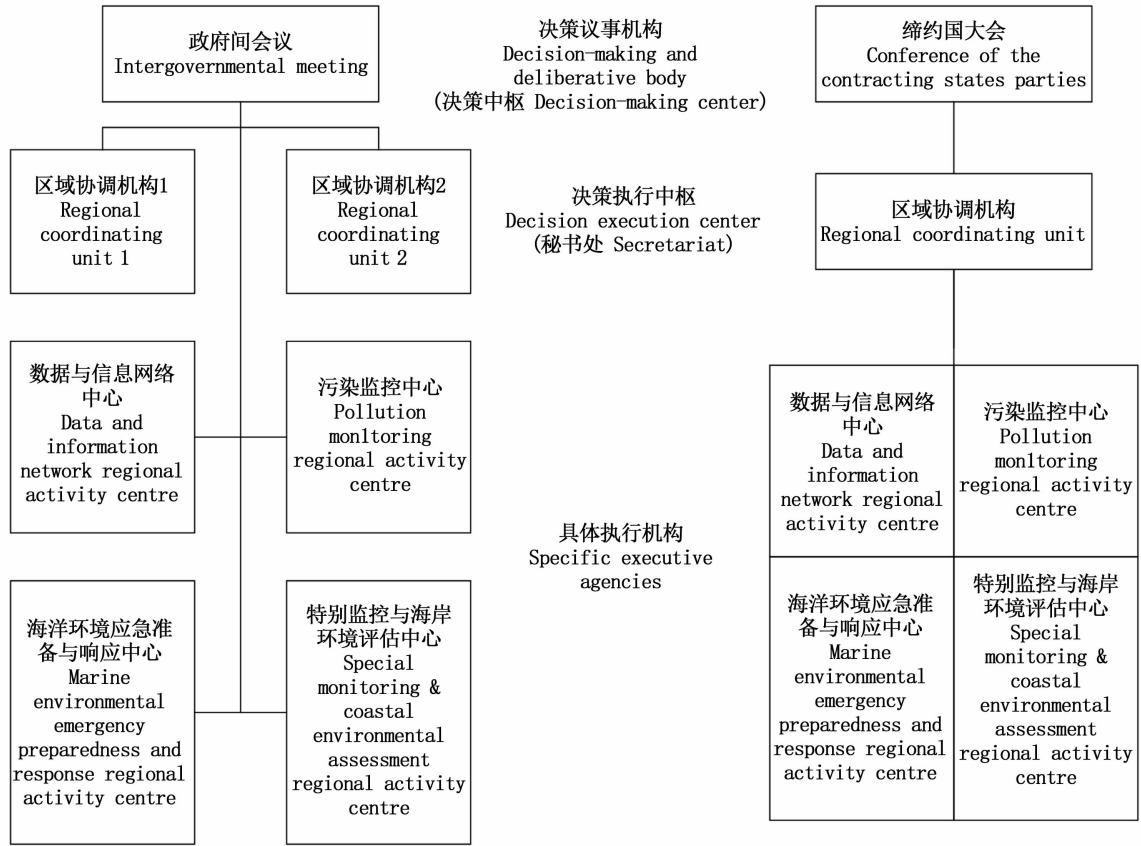 政府间会议
Intergovernmental meeting
决策议事机构
Decision-making and
deliberative body
(决策中枢 Decision-making center)
缔约国大会
Conference of the
contracting states parties
区域协调机构1
Regional
coordinating
unit 1
区域协调机构2
Regional
coordinating
unit 2
决策执行中枢
Decision execution center
(秘书处 Secretariat)
区域协调机构
Regional coordinating unit
数据与信息网络
中心
Data and
information
network regional
activity centre
污染监控中心
Pollution
mon1toring
regional activity
centre
海洋环境应急准
备与响应中心
Marine
environmental
emergency
preparedness and
response regional
activity centre
特别监控与海岸
环境评估中心
Special
monitoring &
coastal
environmental
assessment
regional activity
centre
具体执行机构
Specific executive
agencies
数据与信息网络
中心
Data and
information
network regional
activity centre
污染监控中心
Pollution
mon1toring
regional activity
centre
海洋环境应急准
备与响应中心
Marine
environmental
emergency
preparedness and
response regional
activity centre
特别监控与海岸
环境评估中心
Special
monitoring &
coastal
environmental
assessment
regional activity
centre